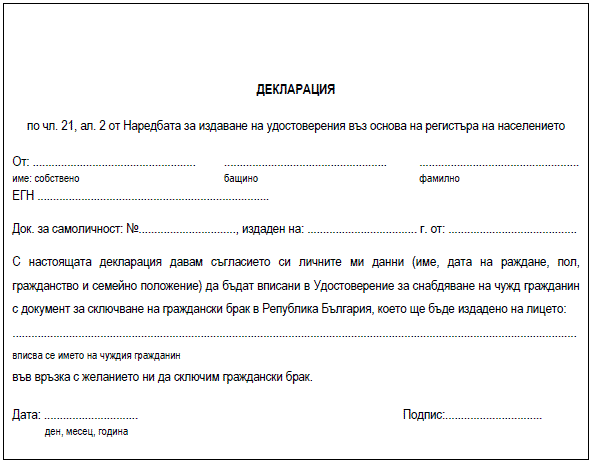 ДЕКЛАРАЦИЯ
по чл. 21, ал. 2 от Наредбата за издаване на удостоверения въз основа на регистъра на населението
От: .................................................... .................................................... ...................................................
име: собствено бащино фамилно
ЕГН ..........................................................................
Док. за самоличност: №..............................., издаден на: ................................... г. от: .........................................
С настоящата декларация давам съгласието си личните ми данни (име, дата на раждане, пол,
гражданство и семейно положение) да бъдат вписани в Удостоверение за снабдяване на чужд гражданин
с документ за сключване на граждански брак в Република България, което ще бъде издадено на лицето:
....................................................................................................................................................................................
вписва се името на чуждия гражданин
във връзка с желанието ни да сключим граждански брак.
Дата: .............................. Подпис:...............................
ден, месец, година